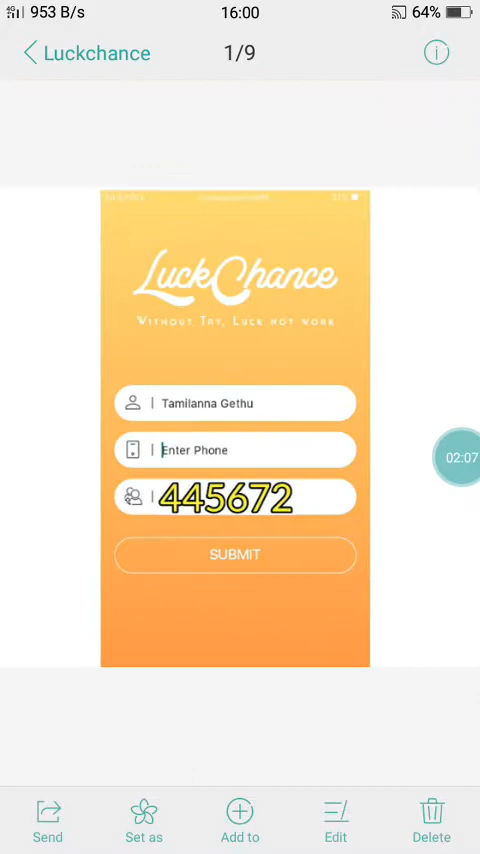 4G 953 B/s 16:00 64%
Luckchance 1/9
LuckChance
WITHOUT TRY, LUCK NOT WORK
Tamilanna Gethu
Enter Phone
445672
SUBMIT
02:07
Send Set as Add to Edit Delete